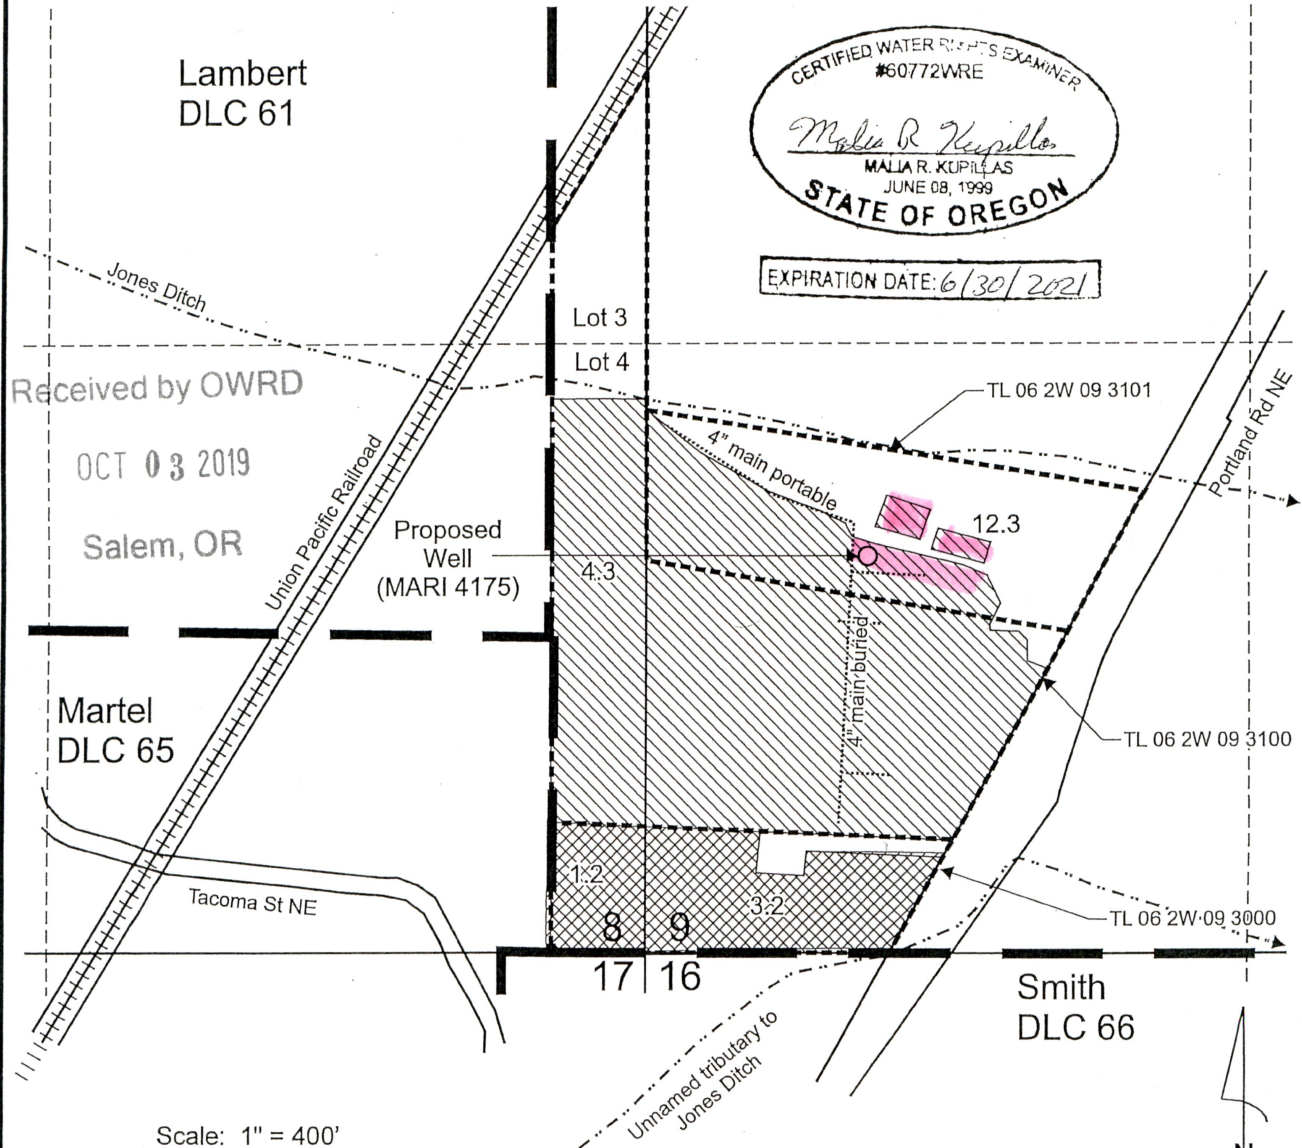 Lambert
DLC 61
CERTIFIED WATER RIGHTS EXAMINER
#60772WRE
Malia R Kupillas
MALIA R. KUPILLAS
JUNE 08, 1999
STATE OF OREGON
EXPIRATION DATE: 6/30/2021
Jones Ditch
Lot 3
Lot 4
Received by OWRD
OCT 03 2019
Salem, OR
Union Pacific Railroad
TL 06 2W 09 3101
Portland Rd NE
4" main portable
12.3
Proposed
Well
(MARI 4175)
4.3
4" main buried
Martel
DLC 65
TL 06 2W 09 3100
Tacoma St NE
1.2
3.2
8 9
TL 06 2W 09 3000
17 16
Smith
DLC 66
Unnamed tributary to
Jones Ditch
Scale: 1" = 400'